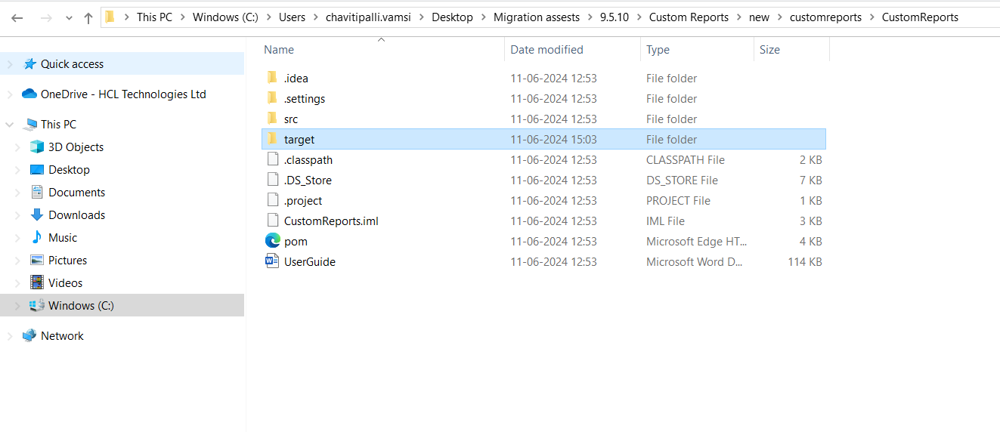 This PC > Windows (C:) > Users > chavitipalli.vamsi > Desktop > Migration assests > 9.5.10 > Custom Reports > new > customreports > CustomReports
Quick access
OneDrive - HCL Technologies Ltd
This PC
3D Objects
Desktop
Documents
Downloads
Music
Pictures
Videos
Windows (C:)
Network
Name Date modified Type Size
.idea 11-06-2024 12:53 File folder
.settings 11-06-2024 12:53 File folder
src 11-06-2024 12:53 File folder
target 11-06-2024 15:03 File folder
.classpath 11-06-2024 12:53 CLASSPATH File 2 KB
.DS_Store 11-06-2024 12:53 DS_STORE File 7 KB
.project 11-06-2024 12:53 PROJECT File 1 KB
CustomReports.iml 11-06-2024 12:53 IML File 3 KB
pom 11-06-2024 12:53 Microsoft Edge HT... 4 KB
UserGuide 11-06-2024 12:53 Microsoft Word D... 114 KB